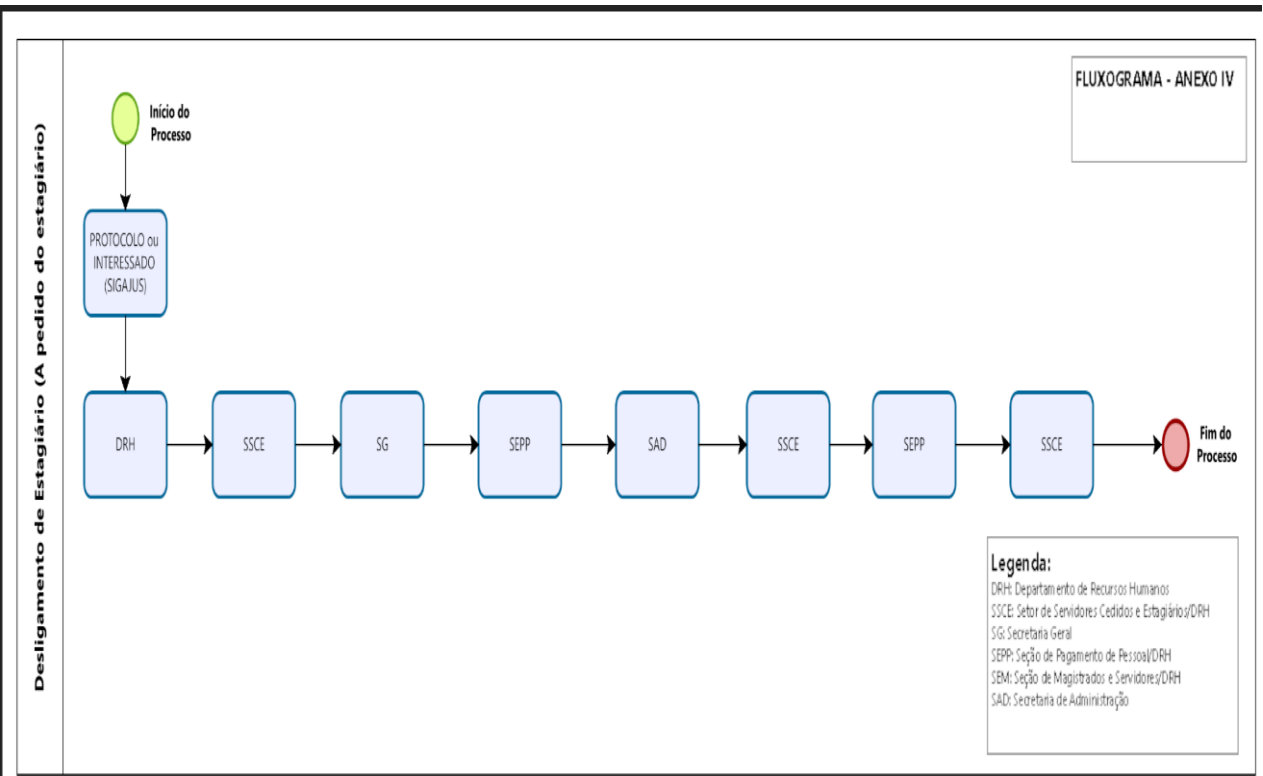 Desligamento de Estagiário (A pedido do estagiário)
FLUXOGRAMA - ANEXO IV
Início do
Processo
PROTOCOLO ou
INTERESSADO
(SIGAJUS)
DRH
SSCE
SG
SEPP
SAD
SSCE
SEPP
SSCE
Fim do
Processo
Legenda:
DRH: Departamento de Recursos Humanos
SSCE: Setor de Servidores Cedidos e Estagiários/DRH
SG: Secretaria Geral
SEPP: Seção de Pagamento de Pessoal/DRH
SEM: Seção de Magistrados e Servidores/DRH
SAD: Secretaria de Administração